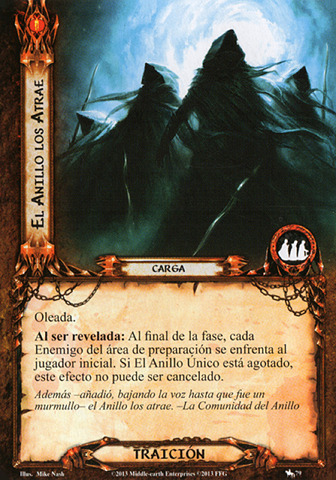 El Anillo los Atrae
CARGA
Oleada.
Al ser revelada: Al final de la fase, cada
Enemigo del área de preparación se enfrenta al
jugador inicial. Si El Anillo Único está agotado,
este efecto no puede ser cancelado.
Además –añadió, bajando la voz hasta que fue un
murmullo– el Anillo los atrae. –La Comunidad del Anillo
TRAICIÓN
Illus. Mike Nash ©2013 Middle-earth Enterprises ©2013 FFG 79